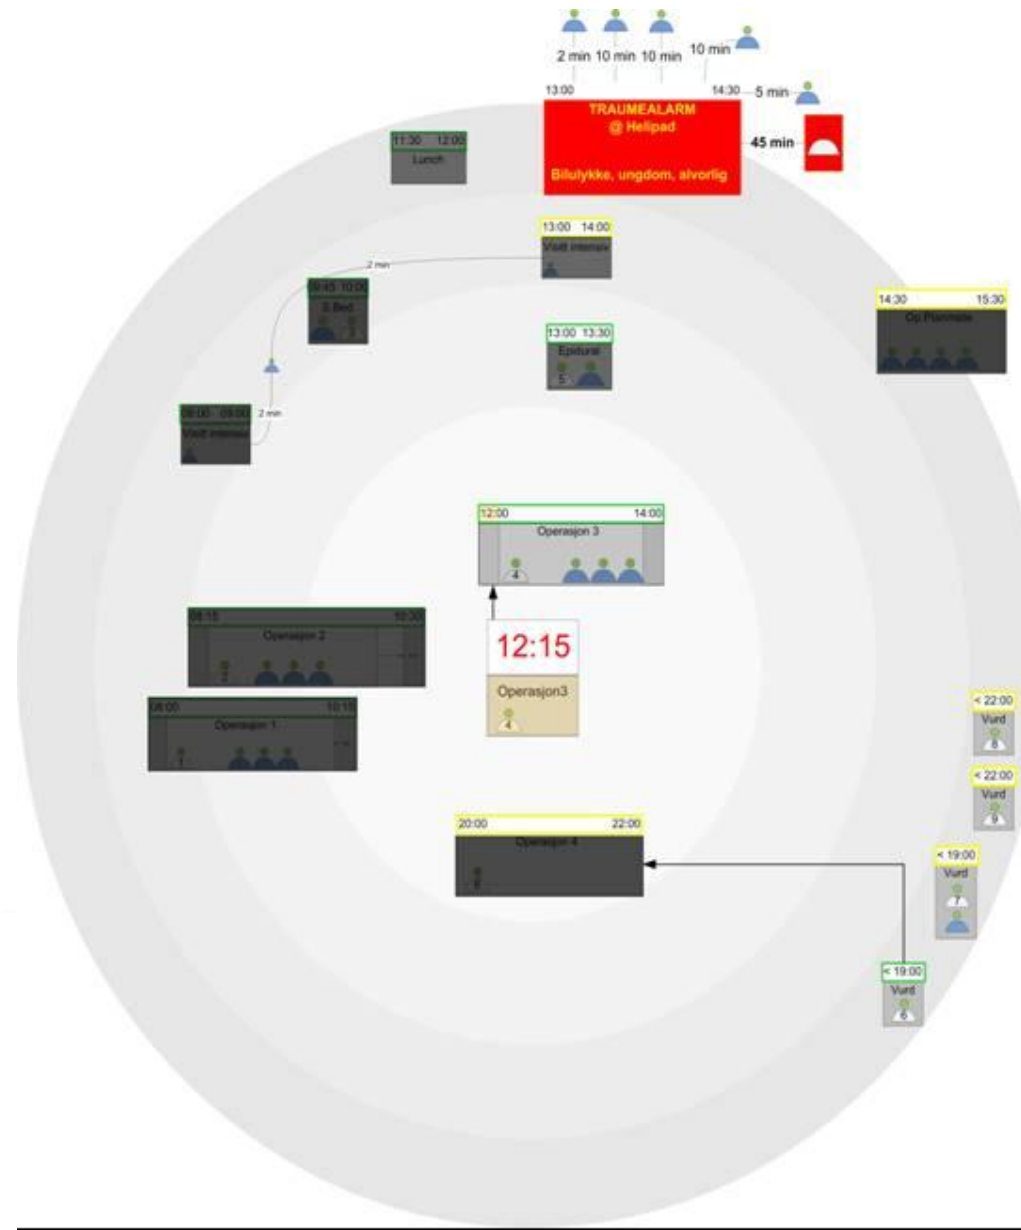 2 min 10 min 10 min 10 min
13:00 14:30 5 min
TRAUMEALARM
@ Helipad
45 min
Bilulykke, ungdom, alvorlig
11:30 12:00
Lunch
13:00 14:00
Visitt intensiv
2 min
09:45 10:00
13:00 13:30
Epidural
5
14:30 15:30
08:00 09:00
2 min
Visitt intensiv
12:00 14:00
Operasjon 3
4
12:15
Operasjon3
4
08:15 10:30
Operasjon 2
2
08:00 10:15
Operasjon 1
1
< 22:00
Vurd
8
< 22:00
Vurd
9
20:00 22:00
Operasjon 4
< 19:00
Vurd
7
< 19:00
Vurd
6